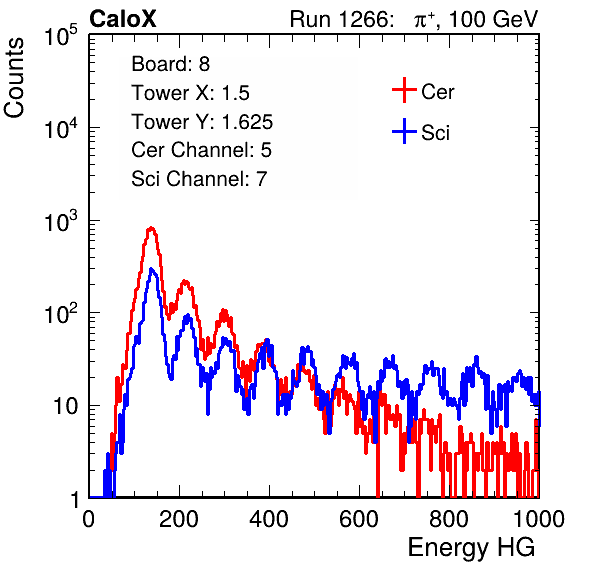 CaloX Run 1266: π⁺, 100 GeV
Counts
10⁵
10⁴
10³
10²
10
1
Board: 8
Tower X: 1.5
Tower Y: 1.625
Cer Channel: 5
Sci Channel: 7
Cer
Sci
0 200 400 600 800 1000
Energy HG